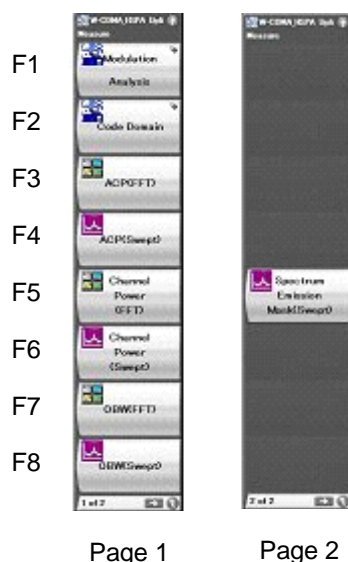 W-CDMA/HSPA Uplk
Measure
F1
Modulation
Analysis
F2
Code Domain
F3
ACP(FFT)
F4
ACP(Swept)
F5
Channel
Power
(FFT)
F6
Channel
Power
(Swept)
F7
OBW(FFT)
F8
OBW(Swept)
1 of 2
Page 1
W-CDMA/HSPA Uplk
Measure
Spectrum
Emission
Mask(Swept)
2 of 2
Page 2